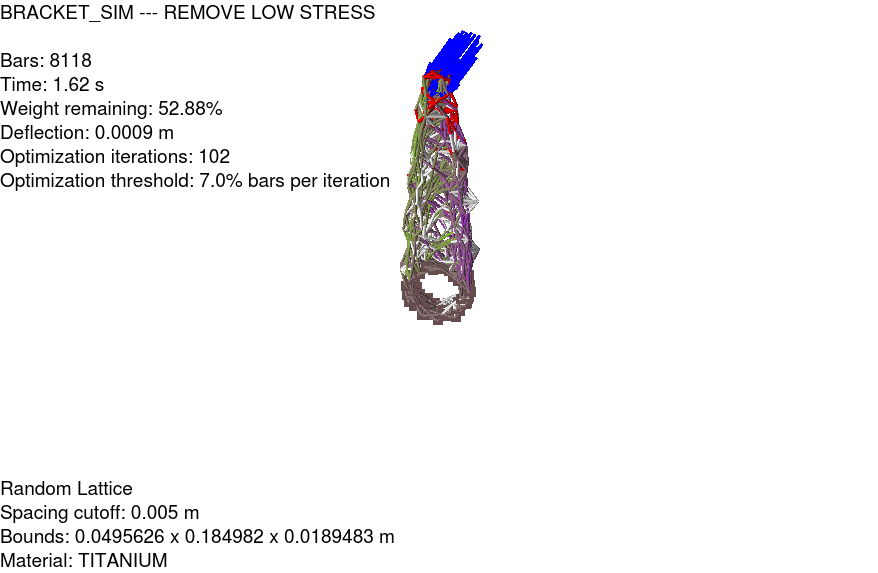 BRACKET_SIM --- REMOVE LOW STRESS
Bars: 8118
Time: 1.62 s
Weight remaining: 52.88%
Deflection: 0.0009 m
Optimization iterations: 102
Optimization threshold: 7.0% bars per iteration
Random Lattice
Spacing cutoff: 0.005 m
Bounds: 0.0495626 x 0.184982 x 0.0189483 m
Material: TITANIUM